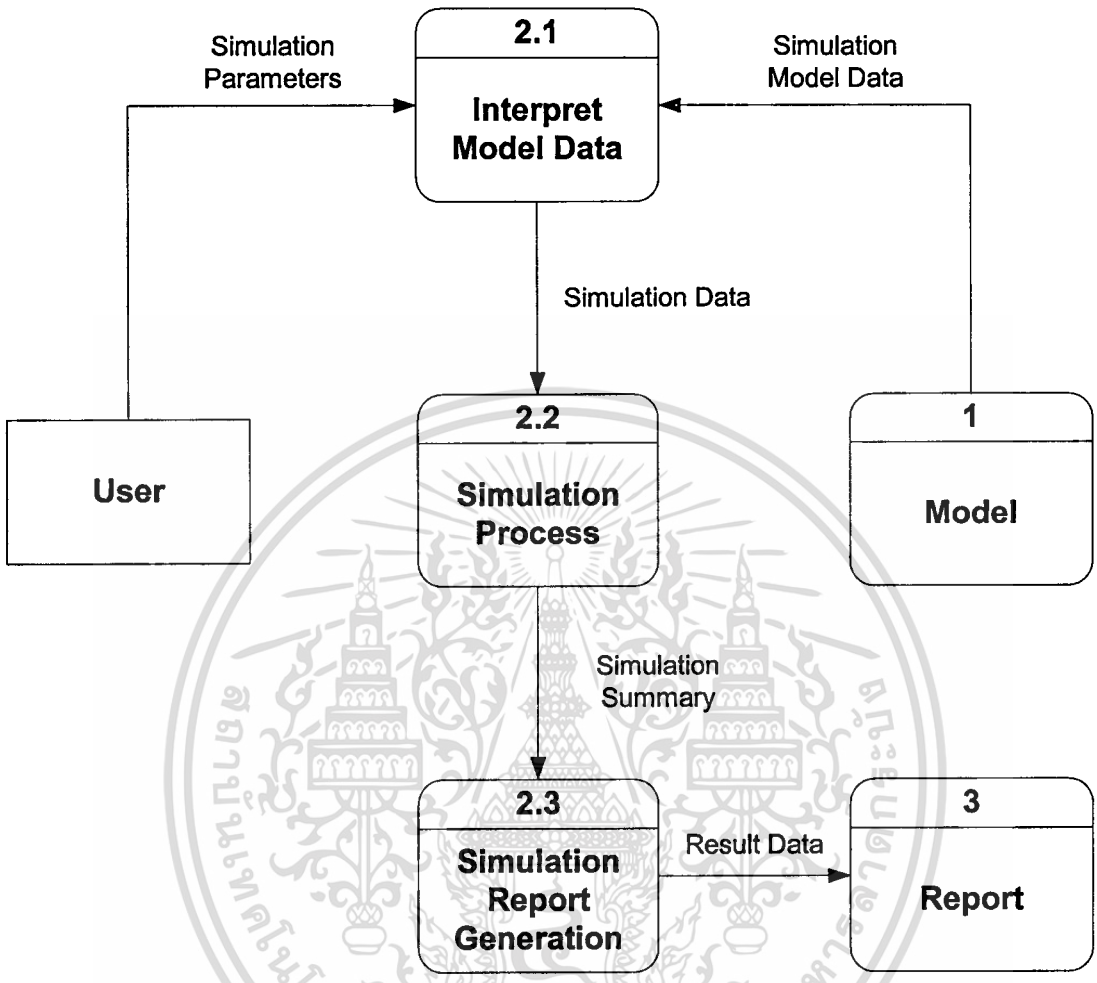 2.1
Interpret
Model Data
Simulation
Parameters
Simulation
Model Data
Simulation Data
User
2.2
Simulation
Process
1
Model
Simulation
Summary
2.3
Simulation
Report
Generation
Result Data
3
Report